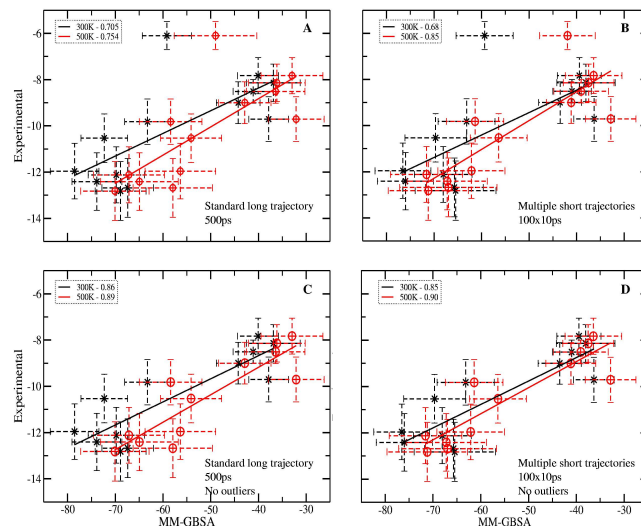 300K - 0.705
500K - 0.754
A
-6
-8
-10
-12
-14
Experimental
Standard long trajectory
500ps
300K - 0.68
500K - 0.85
B
Multiple short trajectories
100x10ps
300K - 0.86
500K - 0.89
C
-6
-8
-10
-12
-14
Experimental
Standard long trajectory
500ps
No outliers
-80 -70 -60 -50 -40 -30
MM-GBSA
300K - 0.85
500K - 0.90
D
Multiple short trajectories
100x10ps
No outliers
-80 -70 -60 -50 -40 -30
MM-GBSA